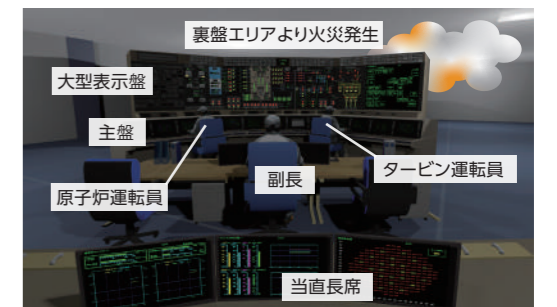 裏盤エリアより火災発生
大型表示盤
主盤
タービン運転員
副長
原子炉運転員
当直長席